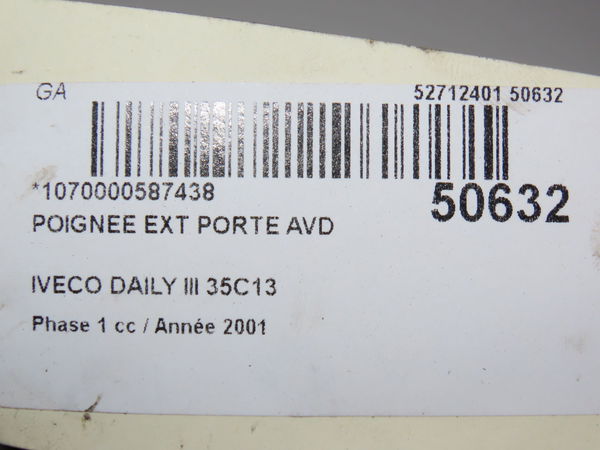 GA 52712401 50632
*1070000587438 50632
POIGNEE EXT PORTE AVD
IVECO DAILY III 35C13
Phase 1 cc / Année 2001